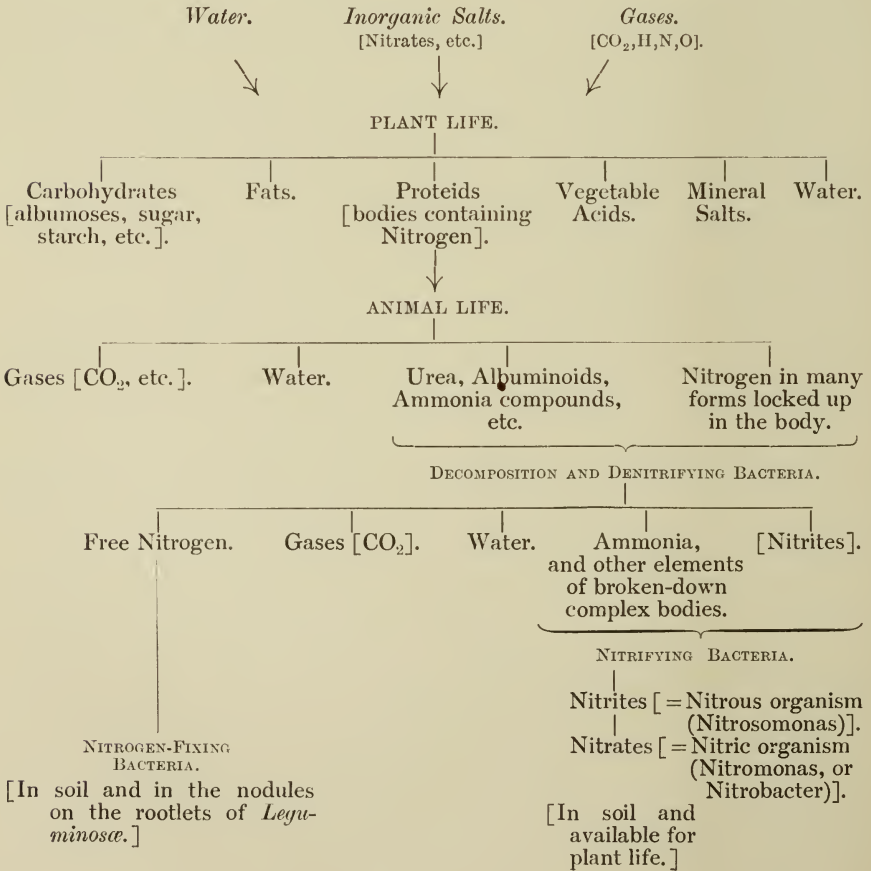 Water. Inorganic Salts. Gases.
[Nitrates, etc.] [CO₂,H,N,O].
PLANT LIFE.
Carbohydrates Fats. Proteids Vegetable Mineral Water.
[albumoses, sugar, [bodies containing Acids. Salts.
starch, etc.]. Nitrogen].
ANIMAL LIFE.
Gases [CO₂, etc.]. Water. Urea, Albuminoids, Nitrogen in many
Ammonia compounds, forms locked up
etc. in the body.
DECOMPOSITION AND DENITRIFYING BACTERIA.
Free Nitrogen. Gases [CO₂]. Water. Ammonia, [Nitrites].
and other elements
of broken-down
complex bodies.
NITRIFYING BACTERIA.
Nitrites [=Nitrous organism
(Nitrosomonas)].
Nitrates [=Nitric organism
(Nitromonas, or
Nitrobacter)].
NITROGEN-FIXING
BACTERIA.
[In soil and in the nodules
on the rootlets of Legu-
minosæ.]
[In soil and
available for
plant life.]